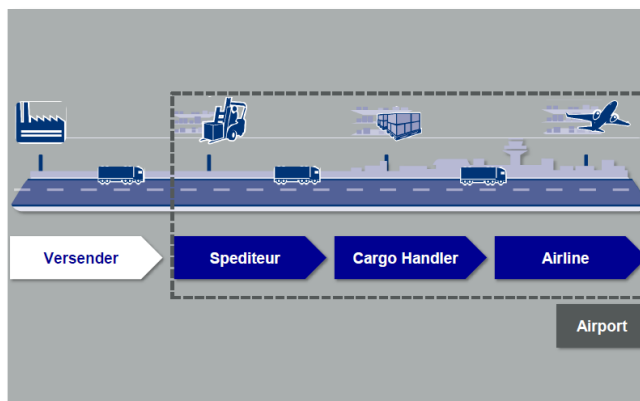 Versender
Spediteur
Cargo Handler
Airline
Airport